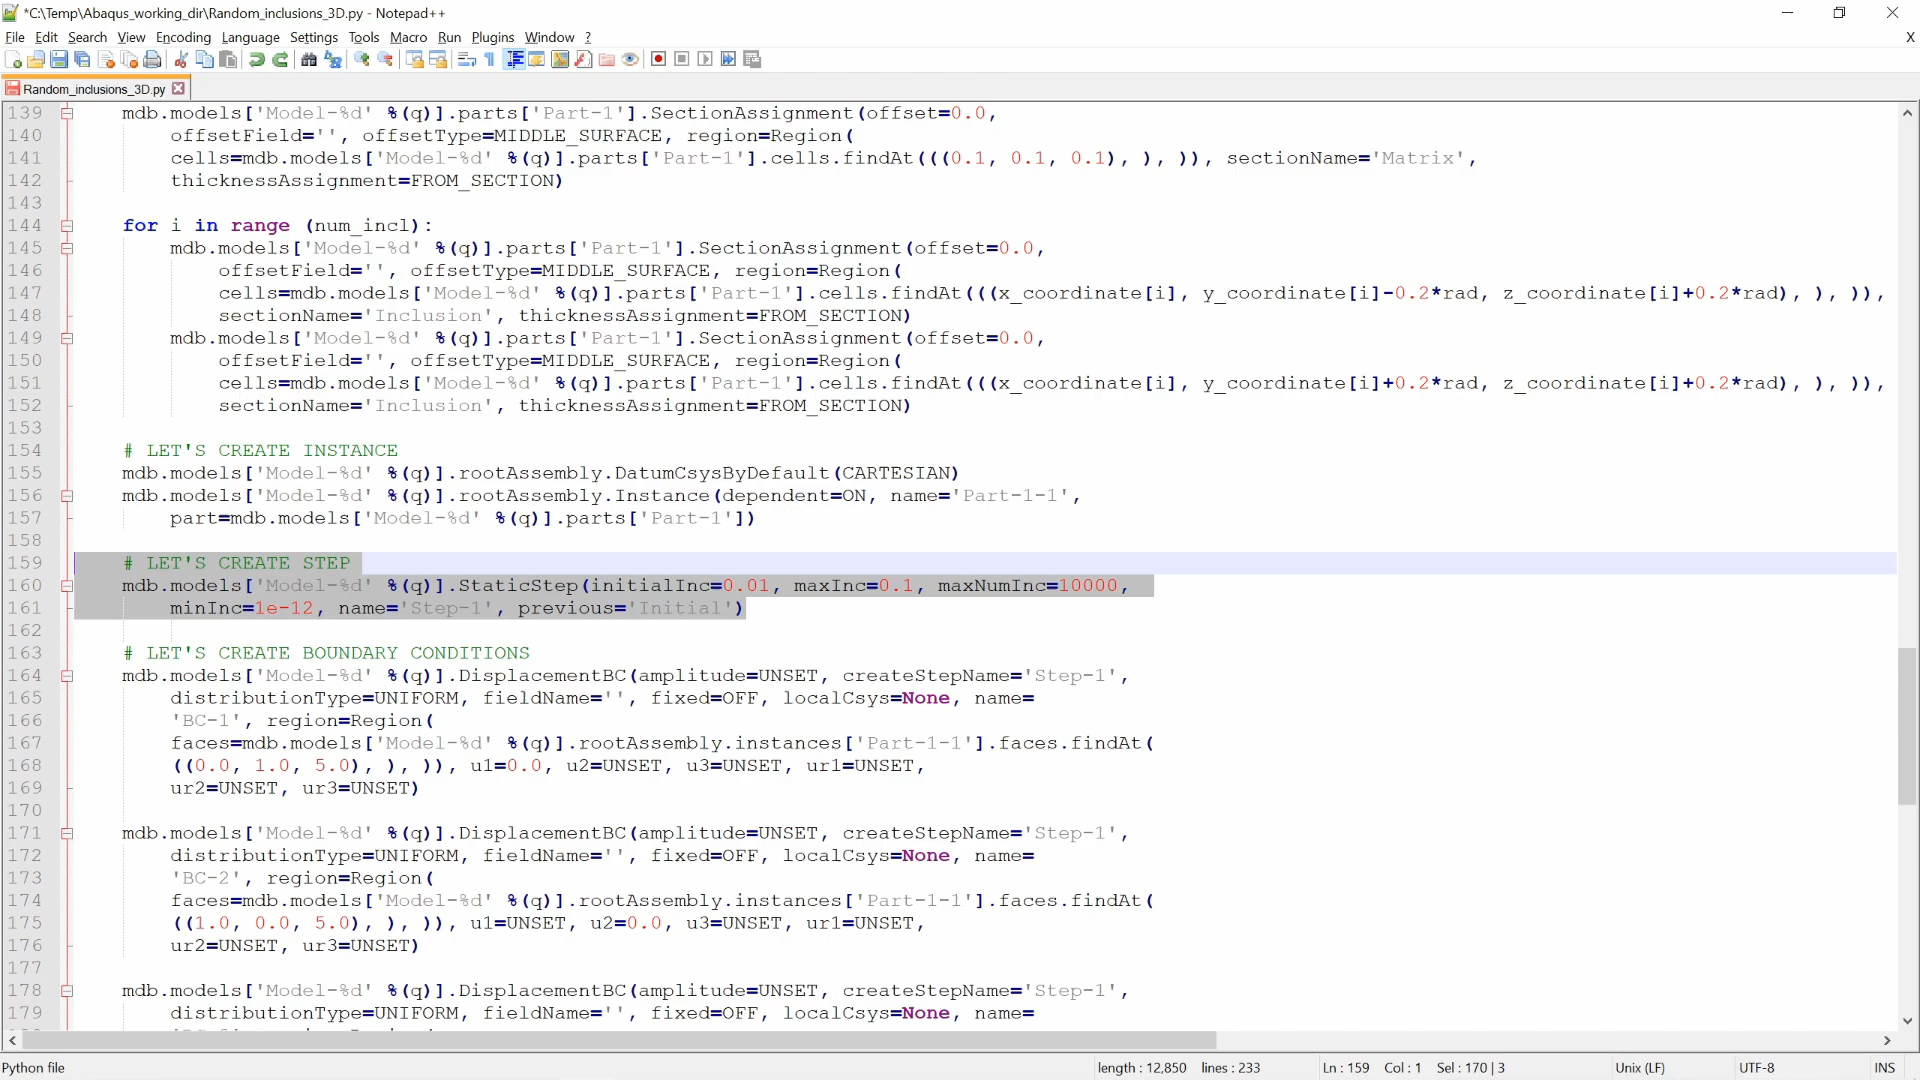 *C:\Temp\Abaqus_working_dir\Random_inclusions_3D.py - Notepad++
File Edit Search View Encoding Language Settings Tools Macro Run Plugins Window ? X
Random_inclusions_3D.py
139 mdb.models['Model-%d' %(q)].parts['Part-1'].SectionAssignment(offset=0.0,
140 offsetField='', offsetType=MIDDLE_SURFACE, region=Region(
141 cells=mdb.models['Model-%d' %(q)].parts['Part-1'].cells.findAt(((0.1, 0.1, 0.1), ), )), sectionName='Matrix',
142 thicknessAssignment=FROM_SECTION)
143
144 for i in range (num_incl):
145 mdb.models['Model-%d' %(q)].parts['Part-1'].SectionAssignment(offset=0.0,
146 offsetField='', offsetType=MIDDLE_SURFACE, region=Region(
147 cells=mdb.models['Model-%d' %(q)].parts['Part-1'].cells.findAt(((x_coordinate[i], y_coordinate[i]-0.2*rad, z_coordinate[i]+0.2*rad), ), )),
148 sectionName='Inclusion', thicknessAssignment=FROM_SECTION)
149 mdb.models['Model-%d' %(q)].parts['Part-1'].SectionAssignment(offset=0.0,
150 offsetField='', offsetType=MIDDLE_SURFACE, region=Region(
151 cells=mdb.models['Model-%d' %(q)].parts['Part-1'].cells.findAt(((x_coordinate[i], y_coordinate[i]+0.2*rad, z_coordinate[i]+0.2*rad), ), )),
152 sectionName='Inclusion', thicknessAssignment=FROM_SECTION)
153
154 # LET'S CREATE INSTANCE
155 mdb.models['Model-%d' %(q)].rootAssembly.DatumCsysByDefault(CARTESIAN)
156 mdb.models['Model-%d' %(q)].rootAssembly.Instance(dependent=ON, name='Part-1-1',
157 part=mdb.models['Model-%d' %(q)].parts['Part-1'])
158
159 # LET'S CREATE STEP
160 mdb.models['Model-%d' %(q)].StaticStep(initialInc=0.01, maxInc=0.1, maxNumInc=10000,
161 minInc=1e-12, name='Step-1', previous='Initial')
162
163 # LET'S CREATE BOUNDARY CONDITIONS
164 mdb.models['Model-%d' %(q)].DisplacementBC(amplitude=UNSET, createStepName='Step-1',
165 distributionType=UNIFORM, fieldName='', fixed=OFF, localCsys=None, name=
166 'BC-1', region=Region(
167 faces=mdb.models['Model-%d' %(q)].rootAssembly.instances['Part-1-1'].faces.findAt(
168 ((0.0, 1.0, 5.0), ), )), u1=0.0, u2=UNSET, u3=UNSET, ur1=UNSET,
169 ur2=UNSET, ur3=UNSET)
170
171 mdb.models['Model-%d' %(q)].DisplacementBC(amplitude=UNSET, createStepName='Step-1',
172 distributionType=UNIFORM, fieldName='', fixed=OFF, localCsys=None, name=
173 'BC-2', region=Region(
174 faces=mdb.models['Model-%d' %(q)].rootAssembly.instances['Part-1-1'].faces.findAt(
175 ((1.0, 0.0, 5.0), ), )), u1=UNSET, u2=0.0, u3=UNSET, ur1=UNSET,
176 ur2=UNSET, ur3=UNSET)
177
178 mdb.models['Model-%d' %(q)].DisplacementBC(amplitude=UNSET, createStepName='Step-1',
179 distributionType=UNIFORM, fieldName='', fixed=OFF, localCsys=None, name=
Python file length : 12,850 lines : 233 Ln : 159 Col : 1 Sel : 170 | 3 Unix (LF) UTF-8 INS